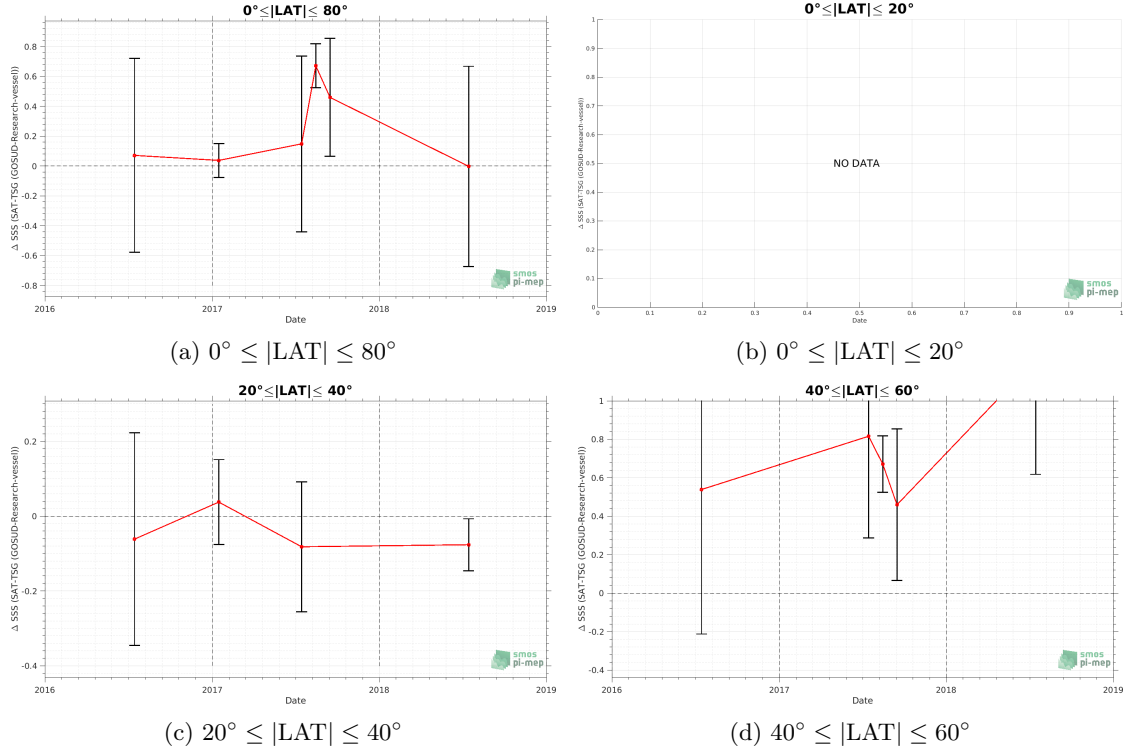 0°≤|LAT|≤ 80°
Δ SSS (SAT-TSG (GOSUD-Research-vessel))
0.8
0.6
0.4
0.2
0
-0.2
-0.4
-0.6
-0.8
smos
pi-mep
2016 2017 2018 2019
Date
(a) 0° ≤ |LAT| ≤ 80°
0°≤|LAT|≤ 20°
Δ SSS (SAT-TSG (GOSUD-Research-vessel))
1
0.9
0.8
0.7
0.6
0.5
0.4
0.3
0.2
0.1
0
NO DATA
smos
pi-mep
0 0.1 0.2 0.3 0.4 0.5 0.6 0.7 0.8 0.9 1
Date
(b) 0° ≤ |LAT| ≤ 20°
20°≤|LAT|≤ 40°
Δ SSS (SAT-TSG (GOSUD-Research-vessel))
0.2
0
-0.2
-0.4
smos
pi-mep
2016 2017 2018 2019
Date
(c) 20° ≤ |LAT| ≤ 40°
40°≤|LAT|≤ 60°
Δ SSS (SAT-TSG (GOSUD-Research-vessel))
1
0.8
0.6
0.4
0.2
0
-0.2
-0.4
smos
pi-mep
2016 2017 2018 2019
Date
(d) 40° ≤ |LAT| ≤ 60°